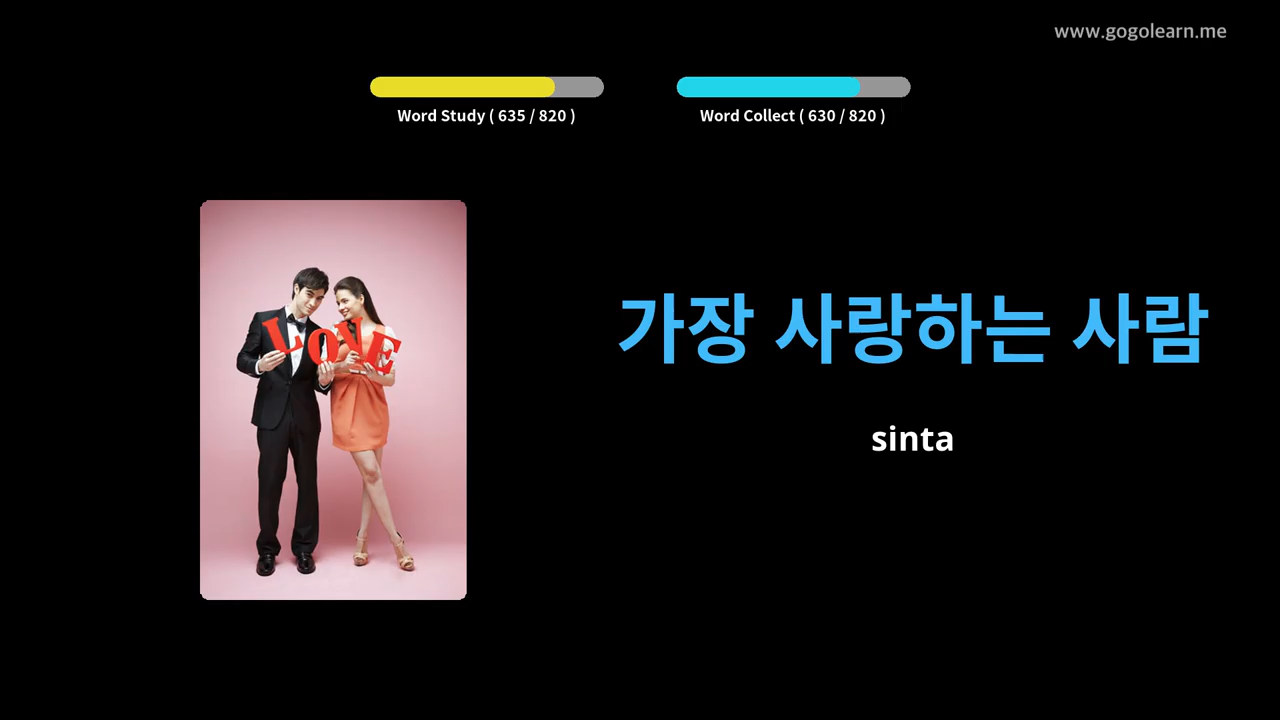 www.gogolearn.me
Word Study ( 635 / 820 )
Word Collect ( 630 / 820 )
LOVE
가장 사랑하는 사람
sinta